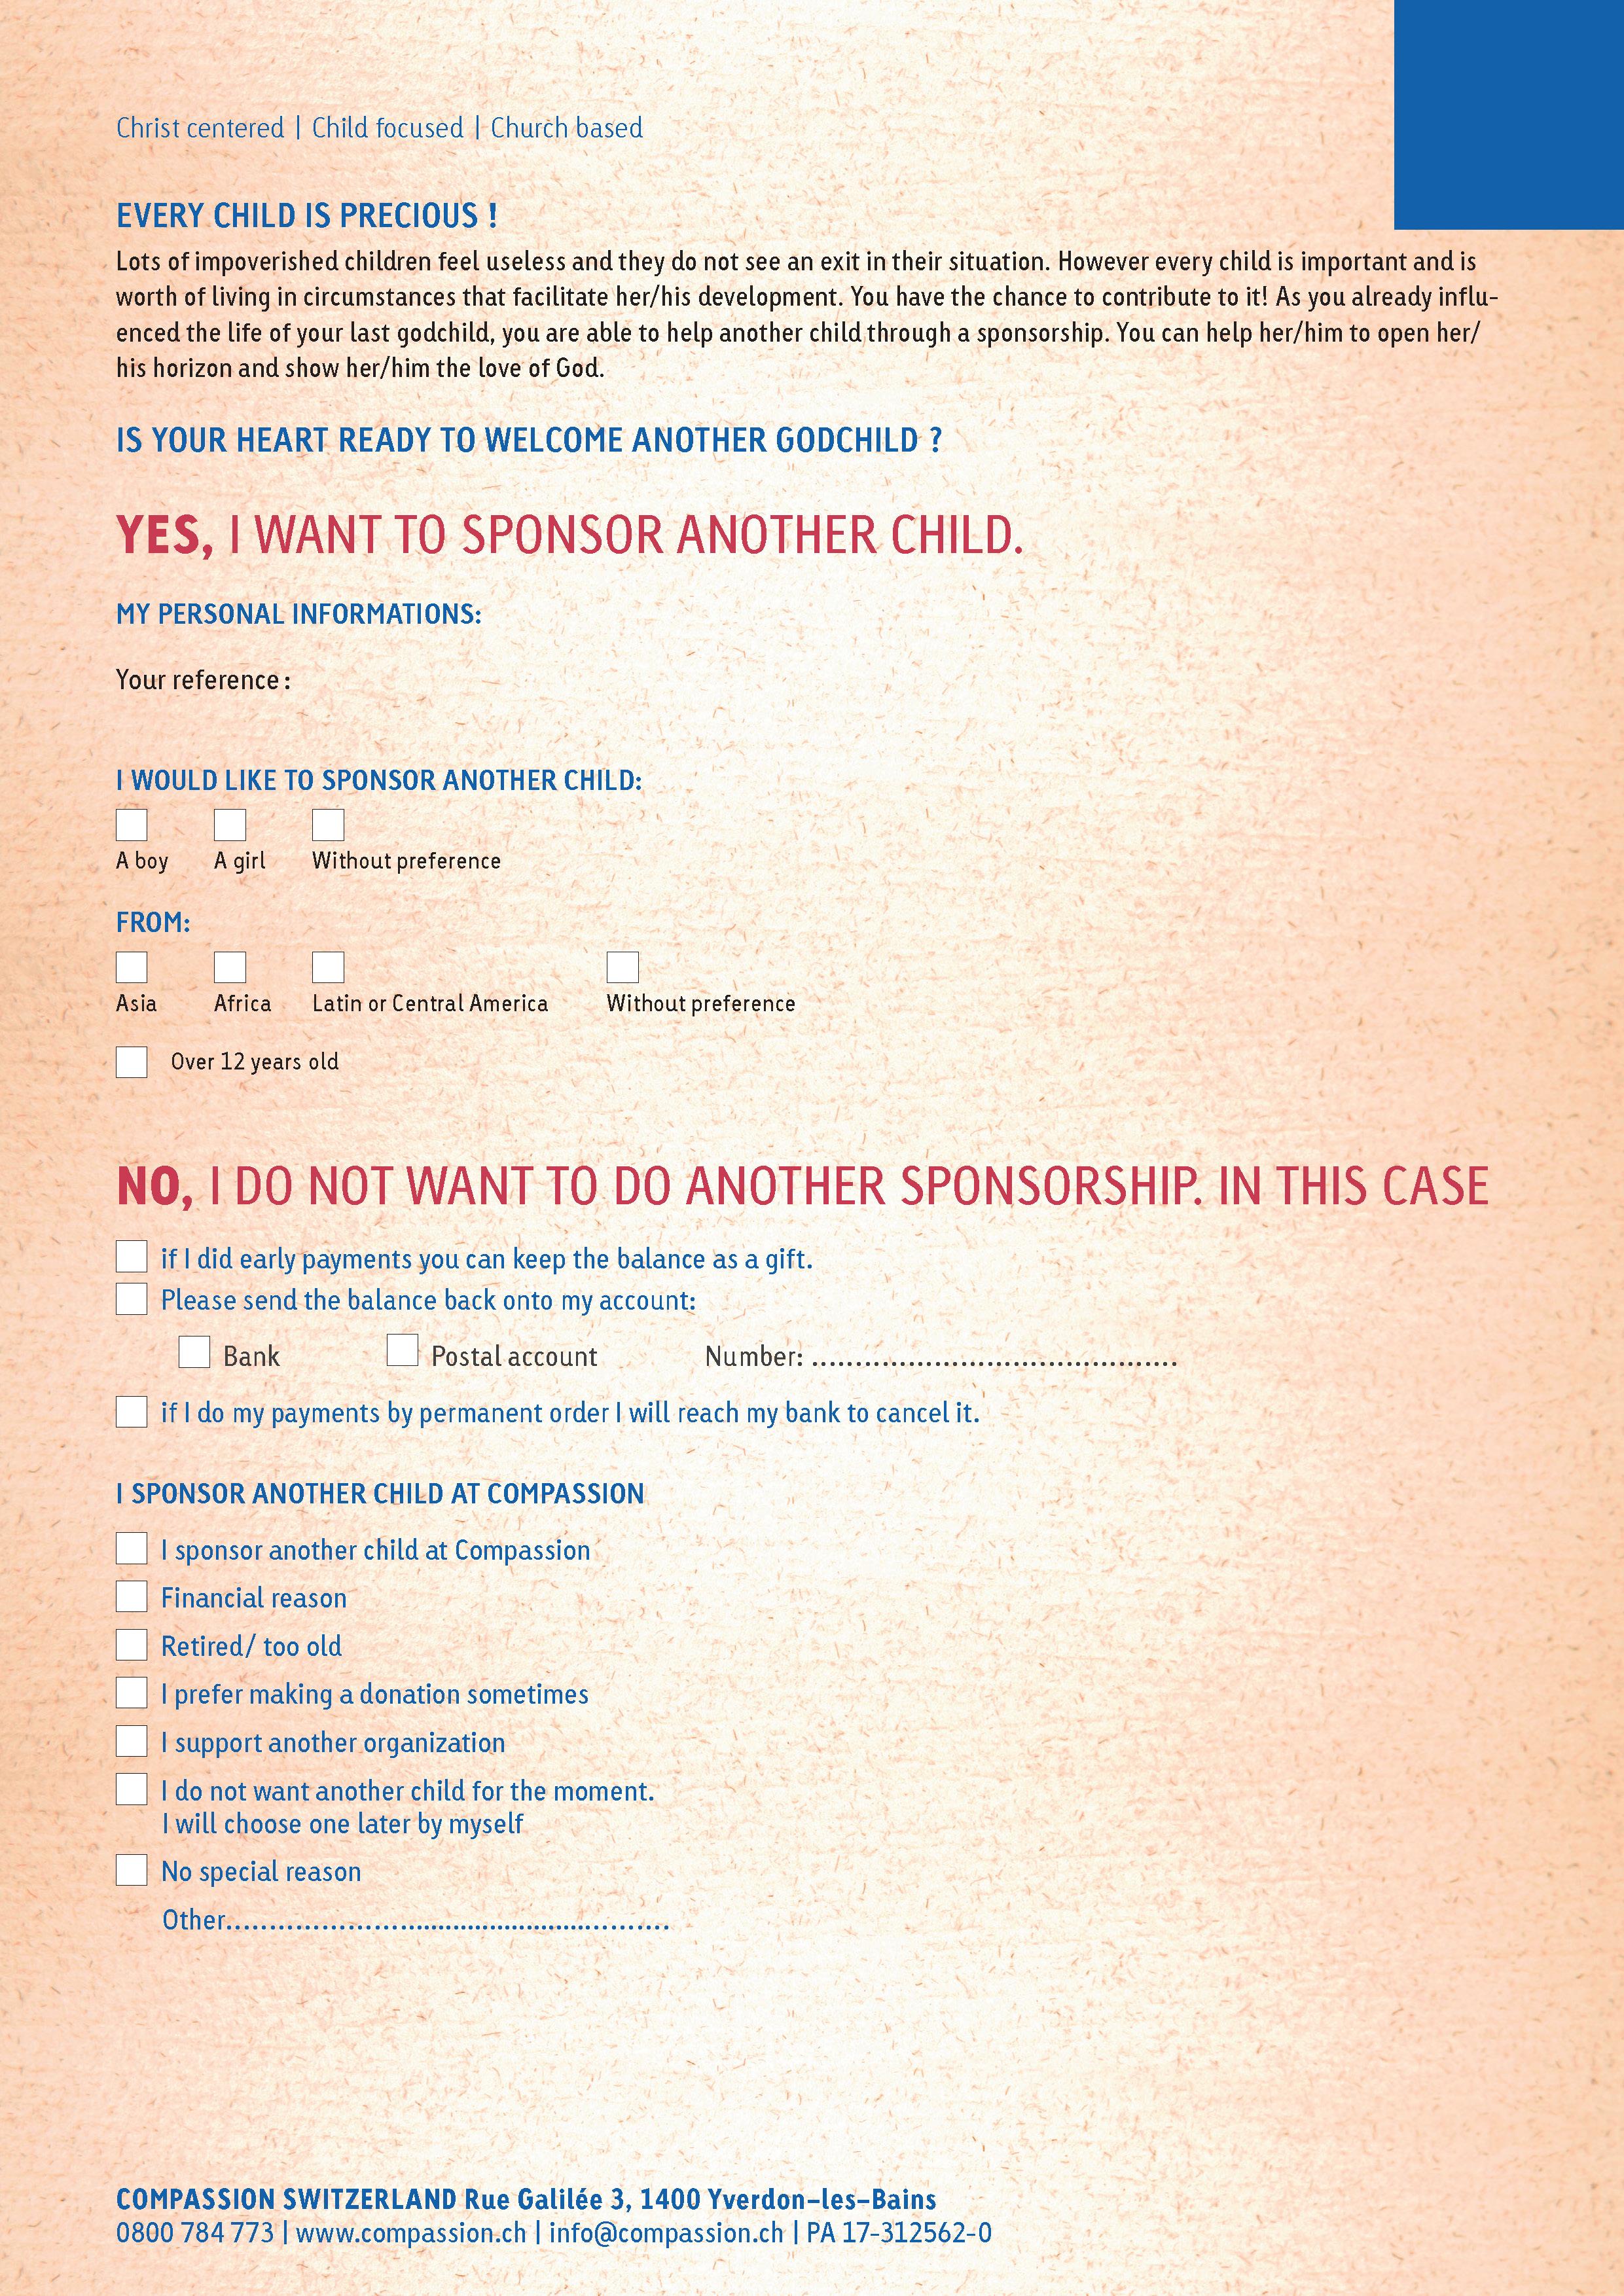 Christ centered | Child focused | Church based
EVERY CHILD IS PRECIOUS !
Lots of impoverished children feel useless and they do not see an exit in their situation. However every child is important and is
worth of living in circumstances that facilitate her/his development. You have the chance to contribute to it! As you already influ-
enced the life of your last godchild, you are able to help another child through a sponsorship. You can help her/him to open her/
his horizon and show her/him the love of God.
IS YOUR HEART READY TO WELCOME ANOTHER GODCHILD ?
YES, I WANT TO SPONSOR ANOTHER CHILD.
MY PERSONAL INFORMATIONS:
Your reference :
I WOULD LIKE TO SPONSOR ANOTHER CHILD:
A boy A girl Without preference
FROM:
Asia Africa Latin or Central America Without preference
Over 12 years old
NO, I DO NOT WANT TO DO ANOTHER SPONSORSHIP. IN THIS CASE
if I did early payments you can keep the balance as a gift.
Please send the balance back onto my account:
Bank Postal account Number: ..........................................
if I do my payments by permanent order I will reach my bank to cancel it.
I SPONSOR ANOTHER CHILD AT COMPASSION
I sponsor another child at Compassion
Financial reason
Retired/ too old
I prefer making a donation sometimes
I support another organization
I do not want another child for the moment.
I will choose one later by myself
No special reason
Other......................................................
COMPASSION SWITZERLAND Rue Galilée 3, 1400 Yverdon-les-Bains
0800 784 773 | www.compassion.ch | info@compassion.ch | PA 17-312562-0